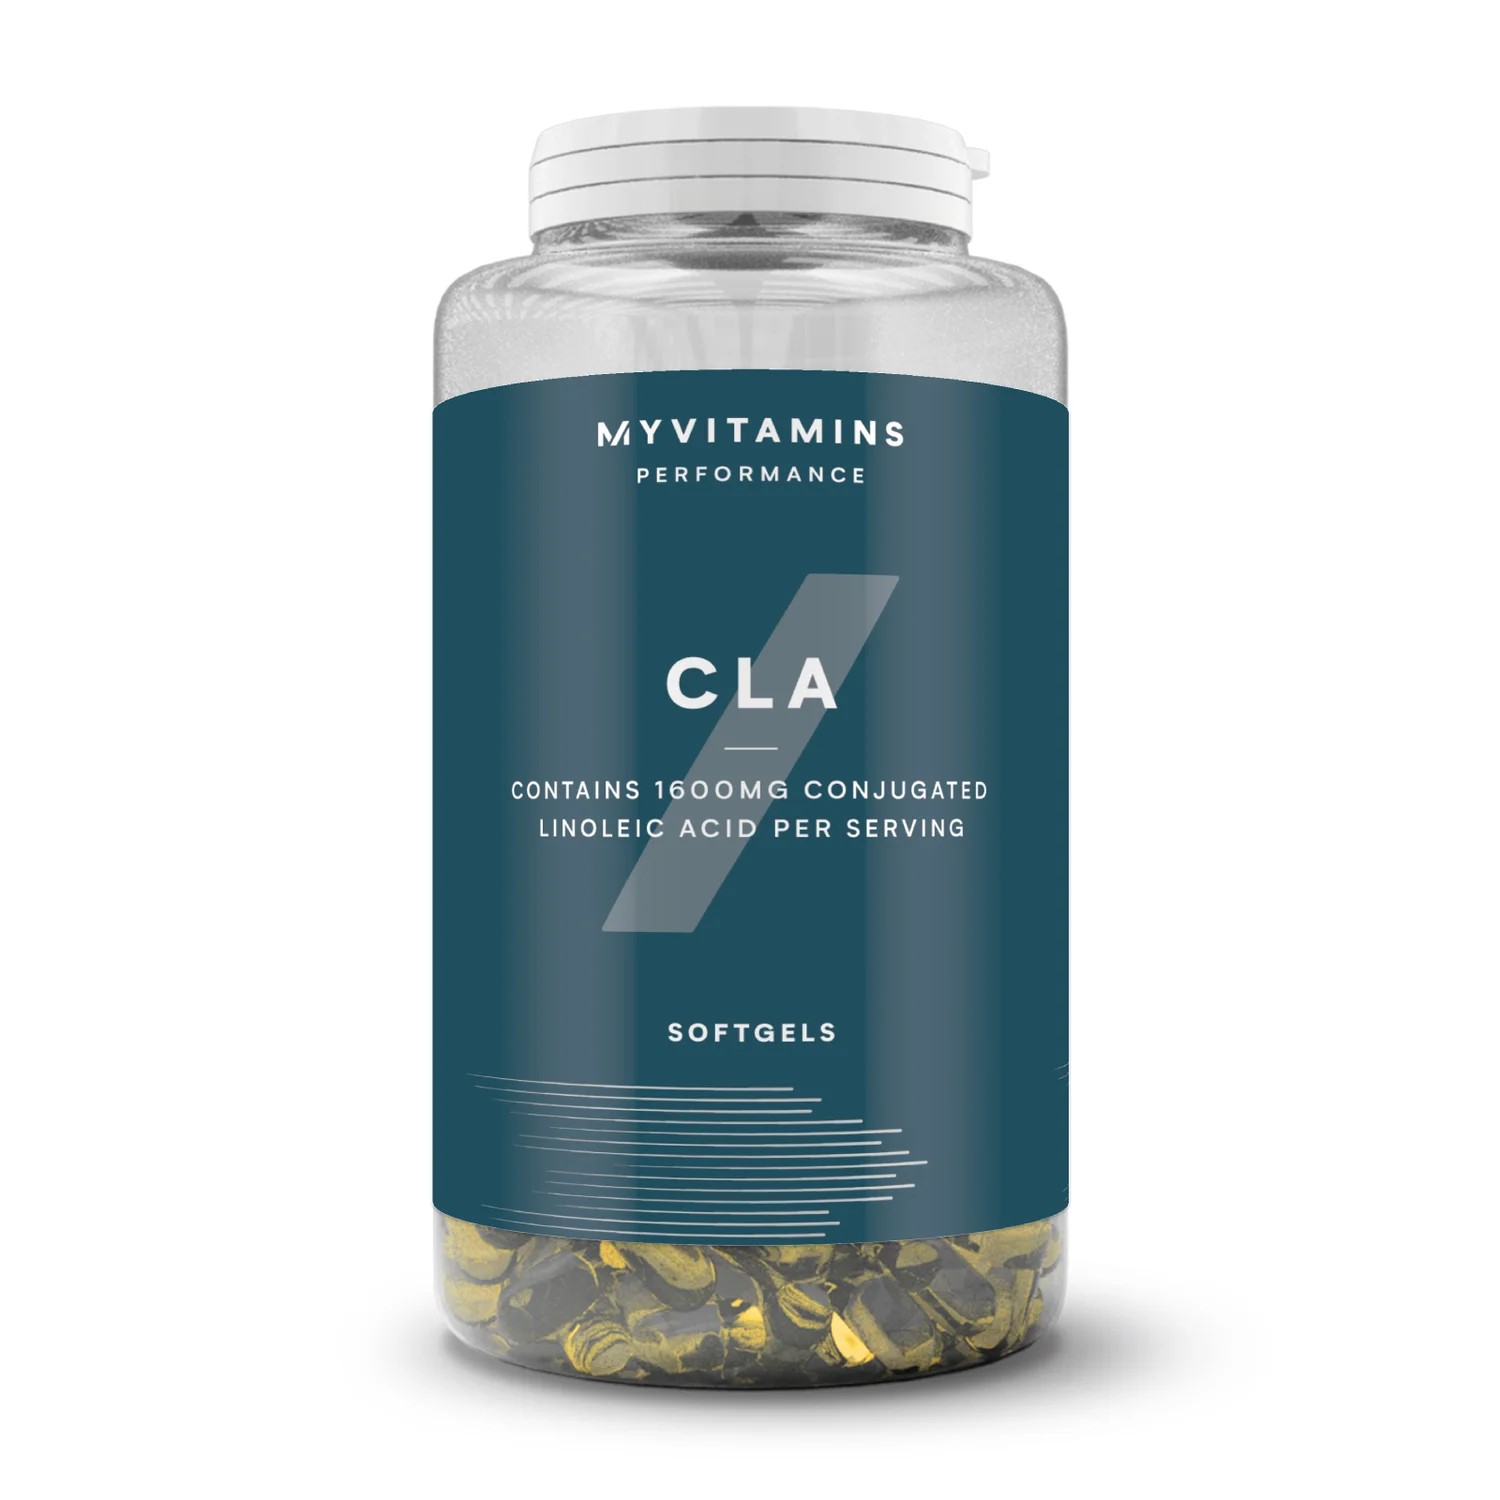 MYVITAMINS
PERFORMANCE
CLA
CONTAINS 1600MG CONJUGATED
LINOLEIC ACID PER SERVING
SOFTGELS